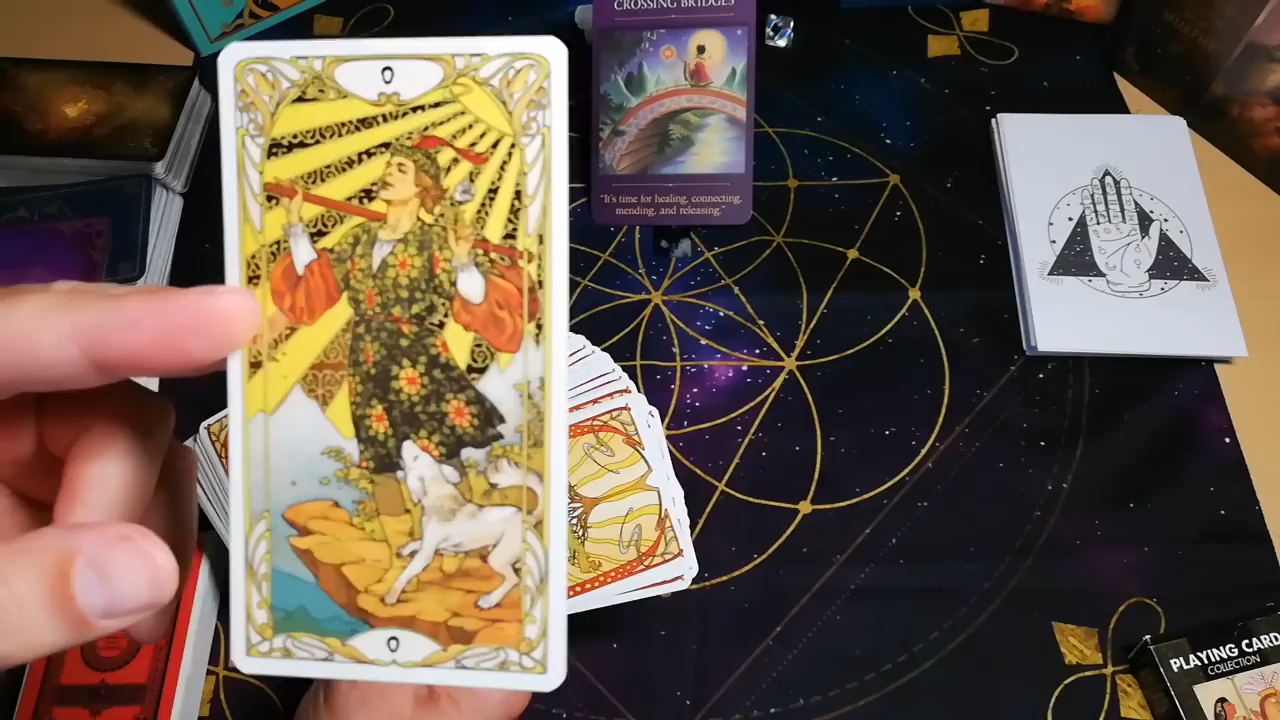 CROSSING BRIDGES
"It's time for healing, connecting,
mending, and releasing."
0
0
PLAYING CARD
COLLECTION